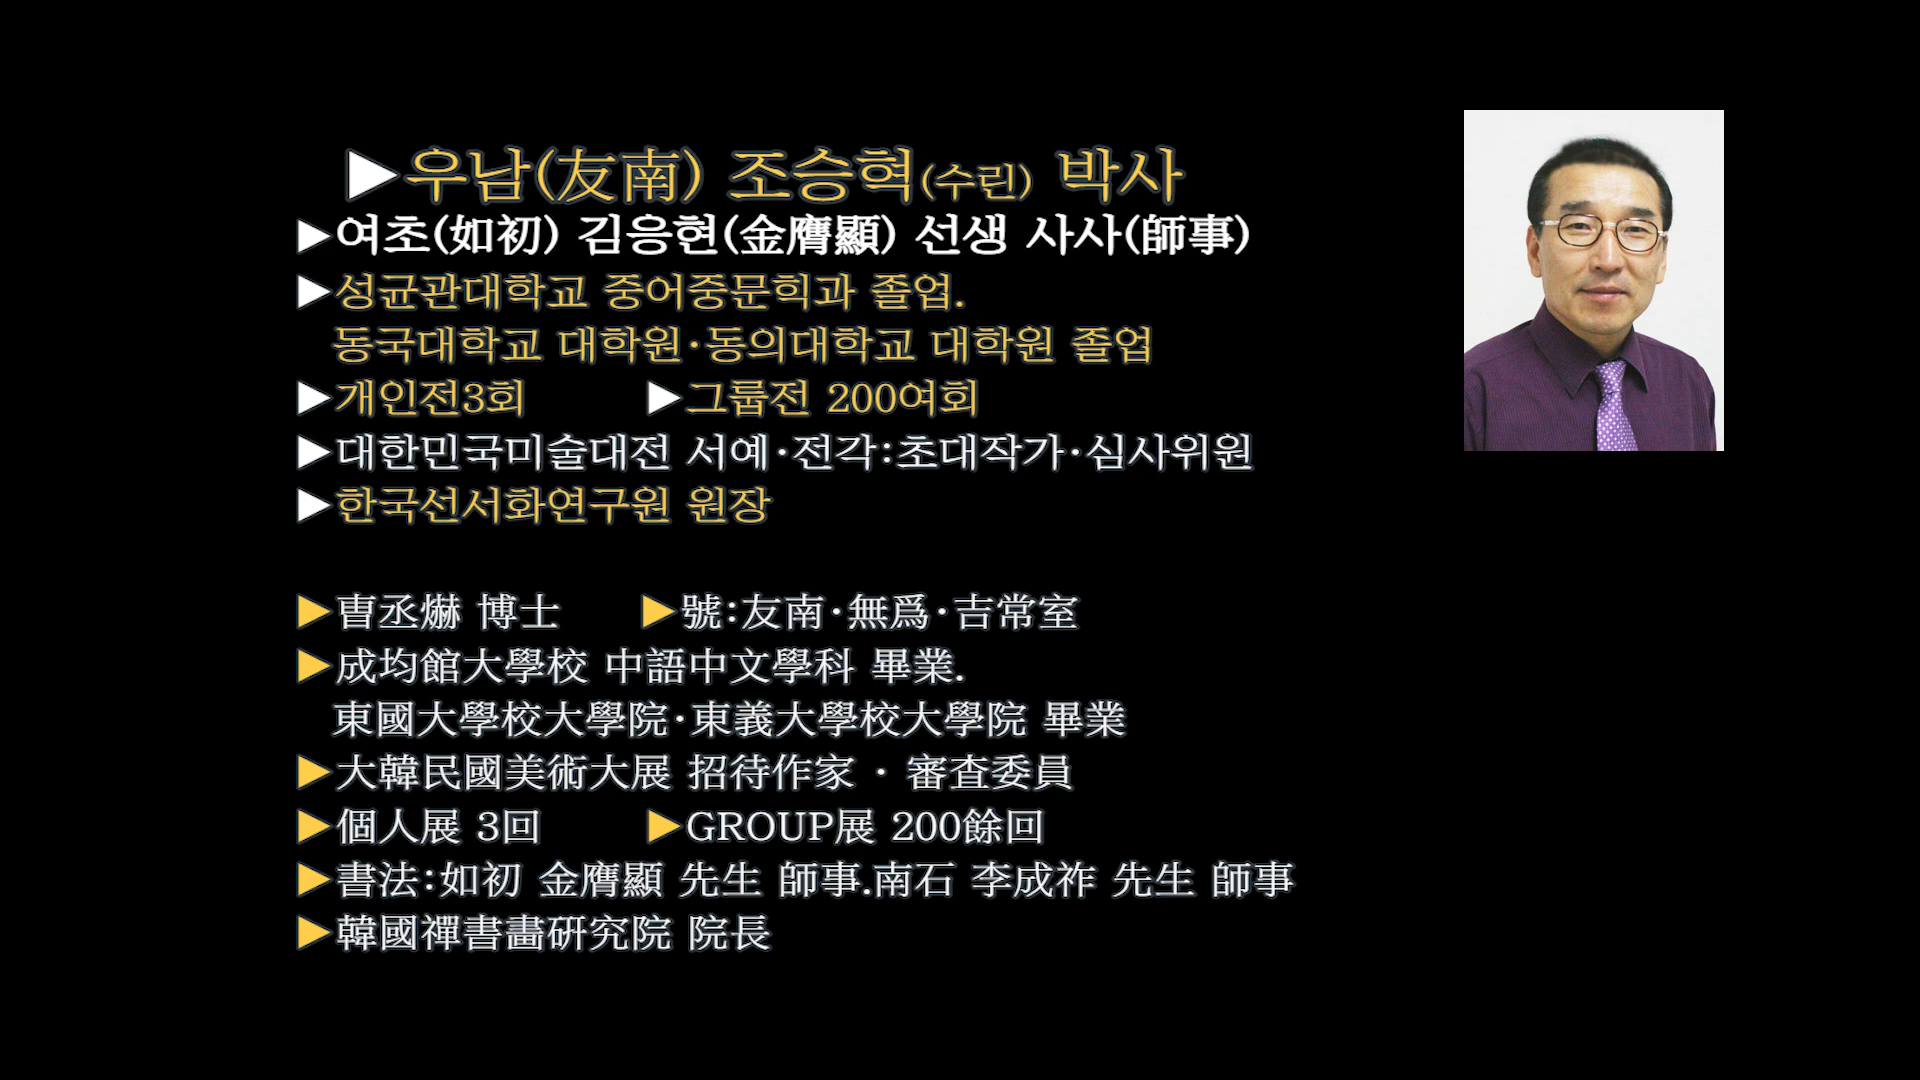 ▶우남(友南) 조승혁(수린) 박사
▶여초(如初) 김응현(金膺顯) 선생 사사(師事)
▶성균관대학교 중어중문힉과 졸업.
동국대학교 대학원·동의대학교 대학원 졸업
▶개인전3회 ▶그룹전 200여회
▶대한민국미술대전 서예·전각:초대작가·심사위원
▶한국선서화연구원 원장
▶曺丞爀 博士 ▶號:友南·無爲·吉常室
▶成均館大學校 中語中文學科 畢業.
東國大學校大學院·東義大學校大學院 畢業
▶大韓民國美術大展 招待作家 · 審査委員
▶個人展 3回 ▶GROUP展 200餘回
▶書法:如初 金膺顯 先生 師事.南石 李成祚 先生 師事
▶韓國禪書畵硏究院 院長